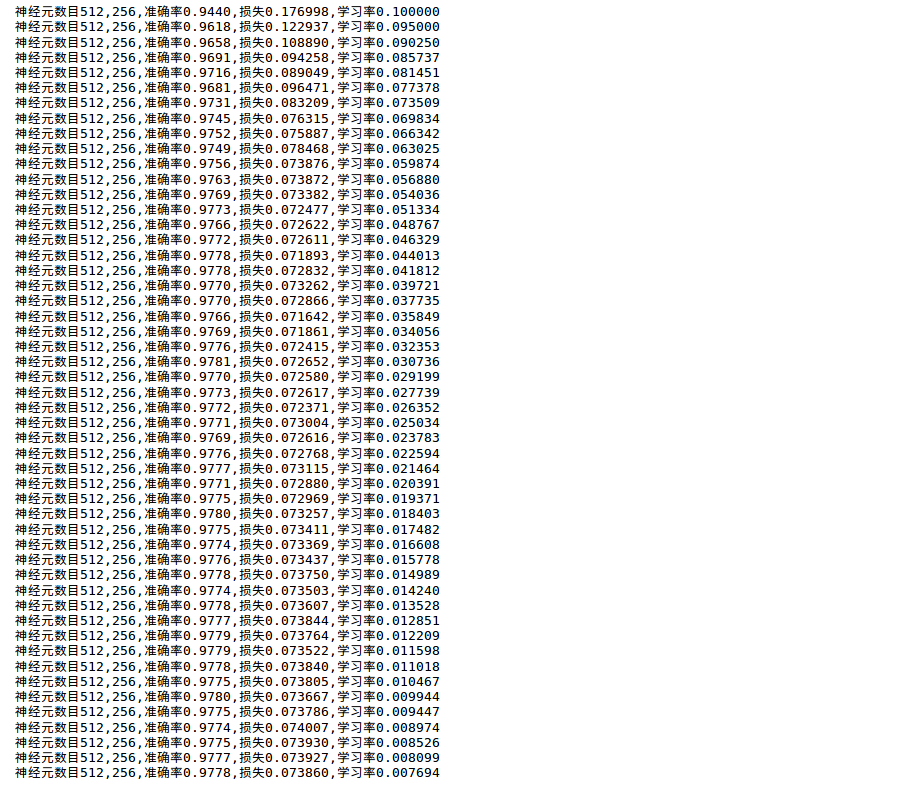 神经元数目512,256,准确率0.9440,损失0.176998,学习率0.100000
神经元数目512,256,准确率0.9618,损失0.122937,学习率0.095000
神经元数目512,256,准确率0.9658,损失0.108890,学习率0.090250
神经元数目512,256,准确率0.9691,损失0.094258,学习率0.085737
神经元数目512,256,准确率0.9716,损失0.089049,学习率0.081451
神经元数目512,256,准确率0.9681,损失0.096471,学习率0.077378
神经元数目512,256,准确率0.9731,损失0.083209,学习率0.073509
神经元数目512,256,准确率0.9745,损失0.076315,学习率0.069834
神经元数目512,256,准确率0.9752,损失0.075887,学习率0.066342
神经元数目512,256,准确率0.9749,损失0.078468,学习率0.063025
神经元数目512,256,准确率0.9756,损失0.073876,学习率0.059874
神经元数目512,256,准确率0.9763,损失0.073872,学习率0.056880
神经元数目512,256,准确率0.9769,损失0.073382,学习率0.054036
神经元数目512,256,准确率0.9773,损失0.072477,学习率0.051334
神经元数目512,256,准确率0.9766,损失0.072622,学习率0.048767
神经元数目512,256,准确率0.9772,损失0.072611,学习率0.046329
神经元数目512,256,准确率0.9778,损失0.071893,学习率0.044013
神经元数目512,256,准确率0.9778,损失0.072832,学习率0.041812
神经元数目512,256,准确率0.9770,损失0.073262,学习率0.039721
神经元数目512,256,准确率0.9770,损失0.072866,学习率0.037735
神经元数目512,256,准确率0.9766,损失0.071642,学习率0.035849
神经元数目512,256,准确率0.9769,损失0.071861,学习率0.034056
神经元数目512,256,准确率0.9776,损失0.072415,学习率0.032353
神经元数目512,256,准确率0.9781,损失0.072652,学习率0.030736
神经元数目512,256,准确率0.9770,损失0.072580,学习率0.029199
神经元数目512,256,准确率0.9773,损失0.072617,学习率0.027739
神经元数目512,256,准确率0.9772,损失0.072371,学习率0.026352
神经元数目512,256,准确率0.9771,损失0.073004,学习率0.025034
神经元数目512,256,准确率0.9769,损失0.072616,学习率0.023783
神经元数目512,256,准确率0.9776,损失0.072768,学习率0.022594
神经元数目512,256,准确率0.9777,损失0.073115,学习率0.021464
神经元数目512,256,准确率0.9771,损失0.072880,学习率0.020391
神经元数目512,256,准确率0.9775,损失0.072969,学习率0.019371
神经元数目512,256,准确率0.9780,损失0.073257,学习率0.018403
神经元数目512,256,准确率0.9775,损失0.073411,学习率0.017482
神经元数目512,256,准确率0.9774,损失0.073369,学习率0.016608
神经元数目512,256,准确率0.9776,损失0.073437,学习率0.015778
神经元数目512,256,准确率0.9778,损失0.073750,学习率0.014989
神经元数目512,256,准确率0.9774,损失0.073503,学习率0.014240
神经元数目512,256,准确率0.9778,损失0.073607,学习率0.013528
神经元数目512,256,准确率0.9777,损失0.073844,学习率0.012851
神经元数目512,256,准确率0.9779,损失0.073764,学习率0.012209
神经元数目512,256,准确率0.9779,损失0.073522,学习率0.011598
神经元数目512,256,准确率0.9778,损失0.073840,学习率0.011018
神经元数目512,256,准确率0.9775,损失0.073805,学习率0.010467
神经元数目512,256,准确率0.9780,损失0.073667,学习率0.009944
神经元数目512,256,准确率0.9775,损失0.073786,学习率0.009447
神经元数目512,256,准确率0.9774,损失0.074007,学习率0.008974
神经元数目512,256,准确率0.9775,损失0.073930,学习率0.008526
神经元数目512,256,准确率0.9777,损失0.073927,学习率0.008099
神经元数目512,256,准确率0.9778,损失0.073860,学习率0.007694